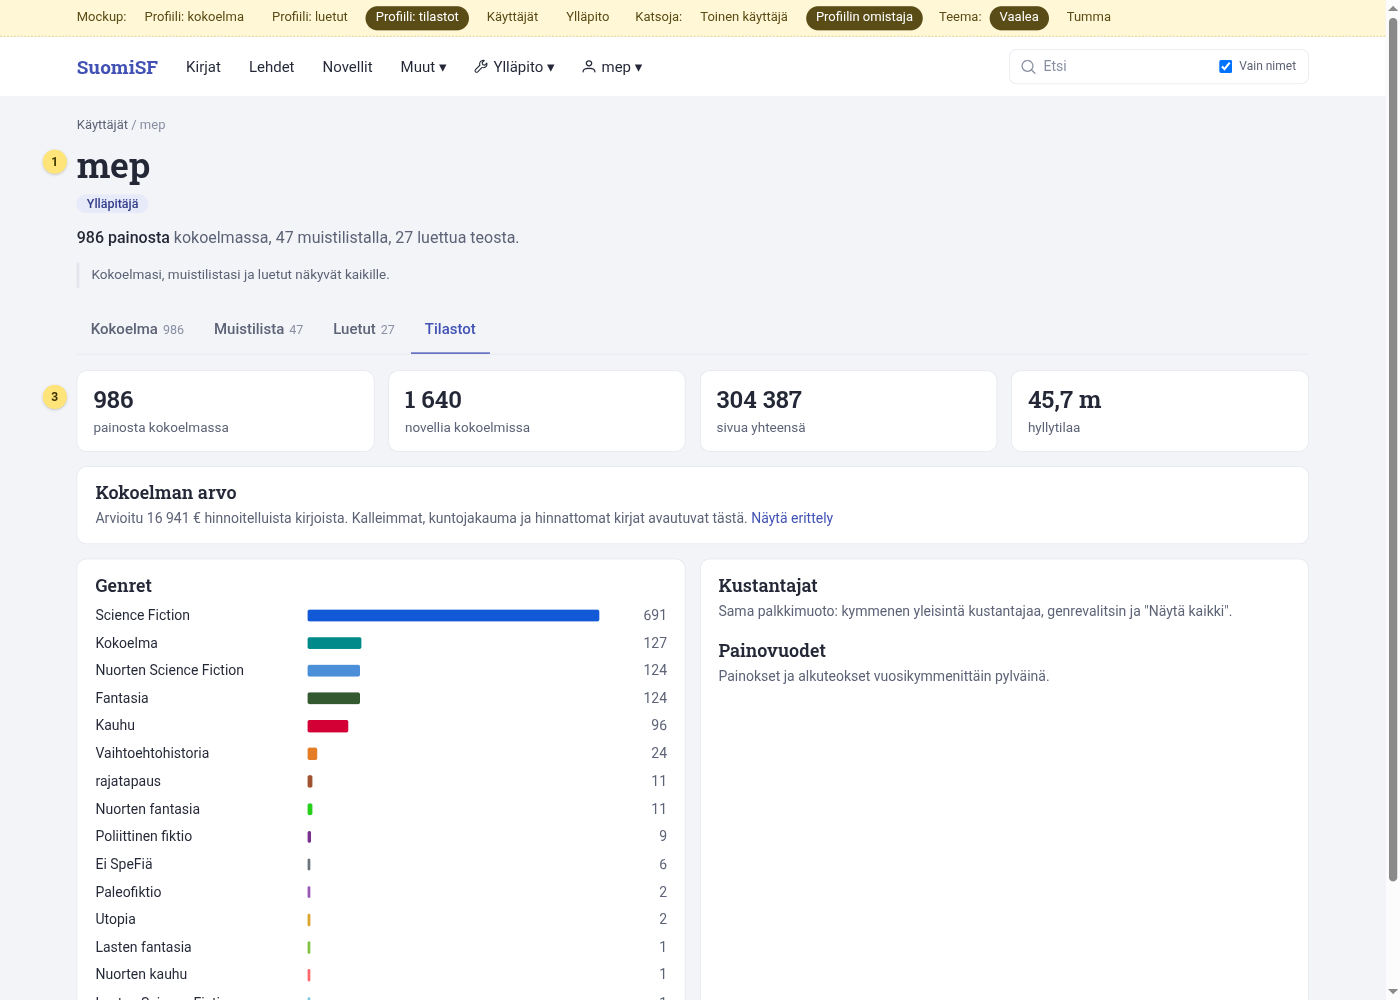 Mockup: Profiili: kokoelma Profiili: luetut Profiili: tilastot Käyttäjät Ylläpito Katsoja: Toinen käyttäjä Profiilin omistaja Teema: Vaalea Tumma
SuomiSF Kirjat Lehdet Novellit Muut ▾ Ylläpito ▾ mep ▾ Etsi Vain nimet
Käyttäjät / mep
1 mep
Ylläpitäjä
986 painosta kokoelmassa, 47 muistilistalla, 27 luettua teosta.
Kokoelmasi, muistilistasi ja luetut näkyvät kaikille.
Kokoelma 986 Muistilista 47 Luetut 27 Tilastot
3
986
painosta kokoelmassa
1 640
novellia kokoelmissa
304 387
sivua yhteensä
45,7 m
hyllytilaa
Kokoelman arvo
Arvioitu 16 941 € hinnoitelluista kirjoista. Kalleimmat, kuntojakauma ja hinnattomat kirjat avautuvat tästä. Näytä erittely
Genret
Science Fiction 691
Kokoelma 127
Nuorten Science Fiction 124
Fantasia 124
Kauhu 96
Vaihtoehtohistoria 24
rajatapaus 11
Nuorten fantasia 11
Poliittinen fiktio 9
Ei SpeFiä 6
Paleofiktio 2
Utopia 2
Lasten fantasia 1
Nuorten kauhu 1
Kustantajat
Sama palkkimuoto: kymmenen yleisintä kustantajaa, genrevalitsin ja "Näytä kaikki".
Painovuodet
Painokset ja alkuteokset vuosikymmenittäin pylväinä.